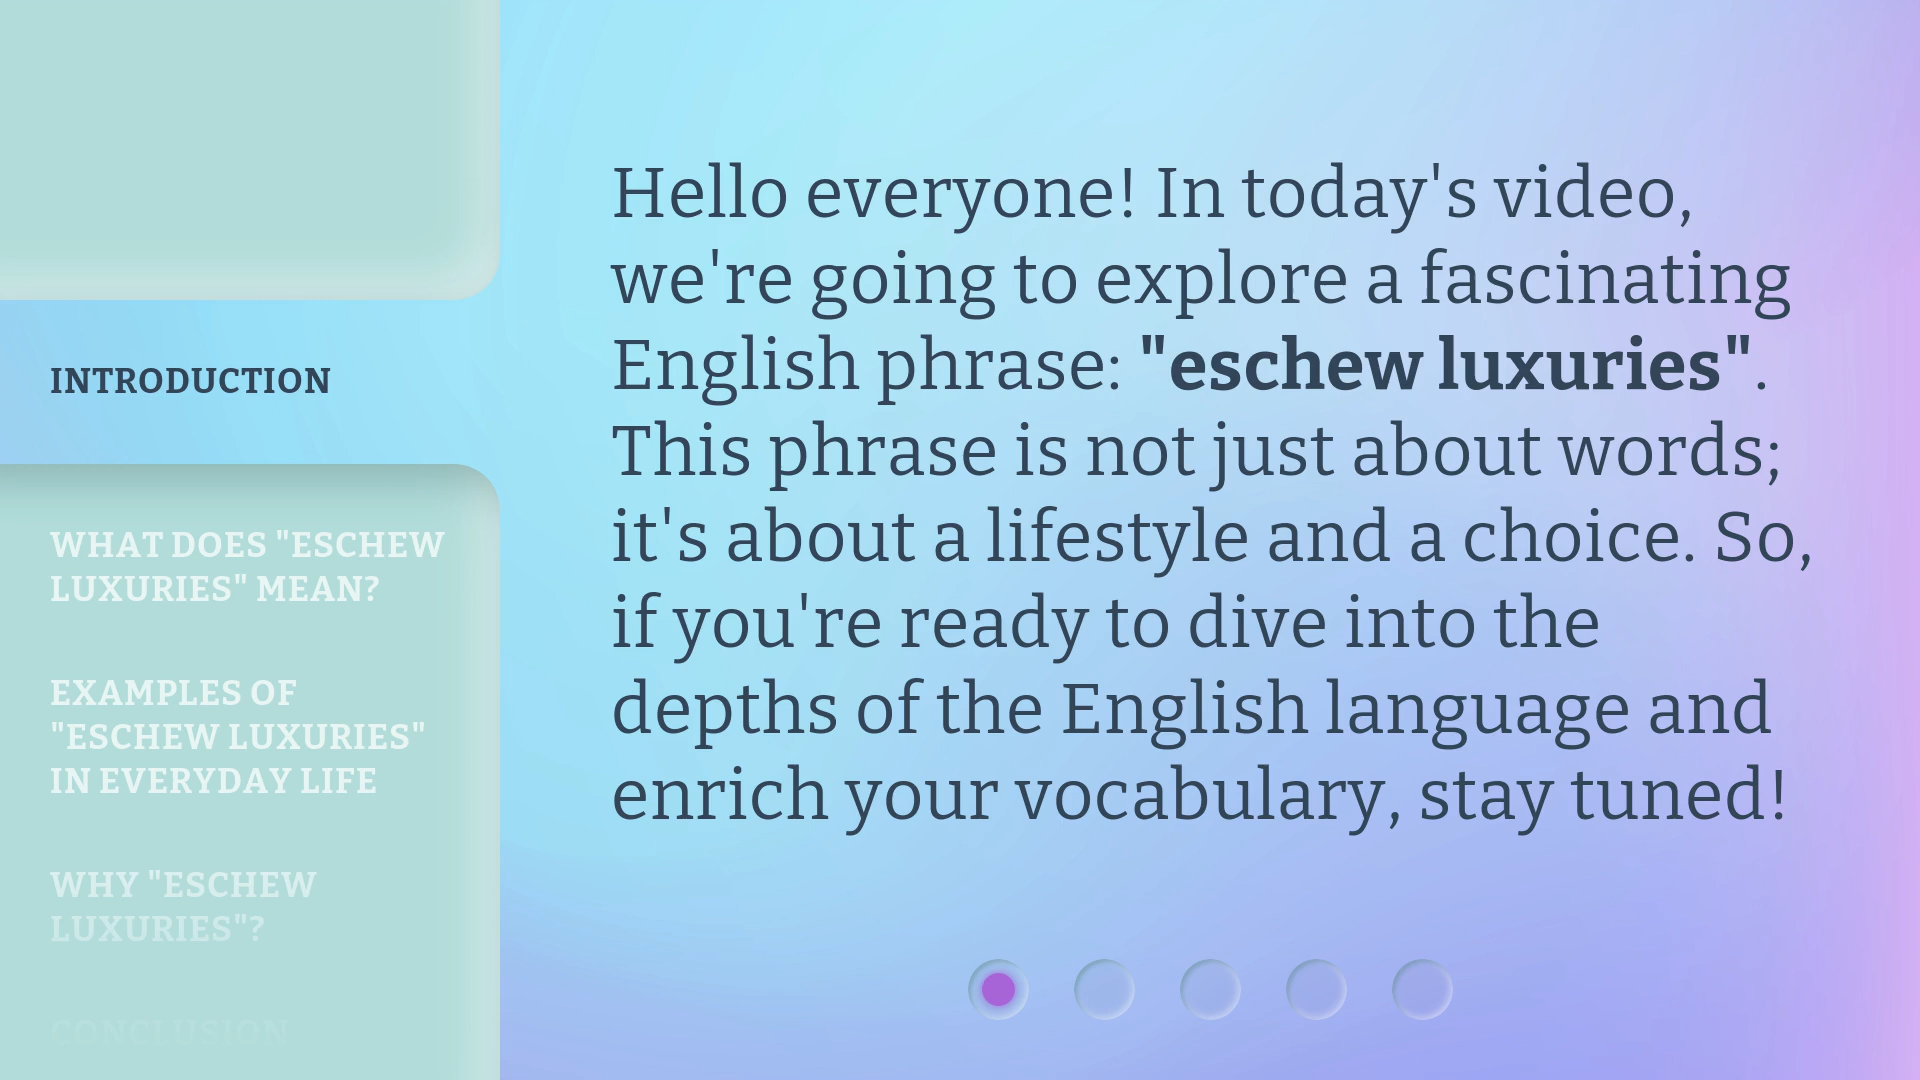 INTRODUCTION
WHAT DOES "ESCHEW
LUXURIES" MEAN?
EXAMPLES OF
"ESCHEW LUXURIES"
IN EVERYDAY LIFE
WHY "ESCHEW
LUXURIES"?
CONCLUSION
Hello everyone! In today's video,
we're going to explore a fascinating
English phrase: "eschew luxuries".
This phrase is not just about words;
it's about a lifestyle and a choice. So,
if you're ready to dive into the
depths of the English language and
enrich your vocabulary, stay tuned!